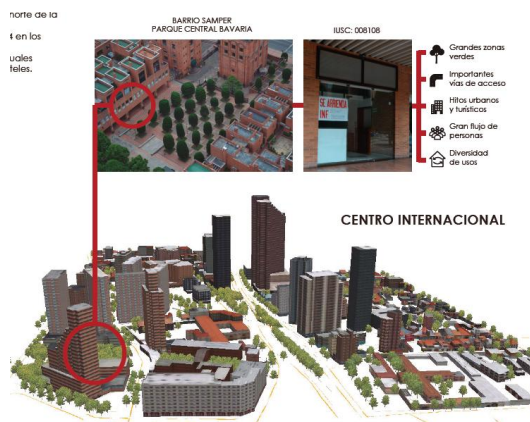 norte de la
en los
uales
teles.
BARRIO SAMPER
PARQUE CENTRAL BAVARIA
IUSC: 008108
SE ARRIENDA
INF
Grandes zonas
verdes
Importantes
vías de acceso
Hitos urbanos
y turísticos
Gran flujo de
personas
Diversidad
de usos
CENTRO INTERNACIONAL